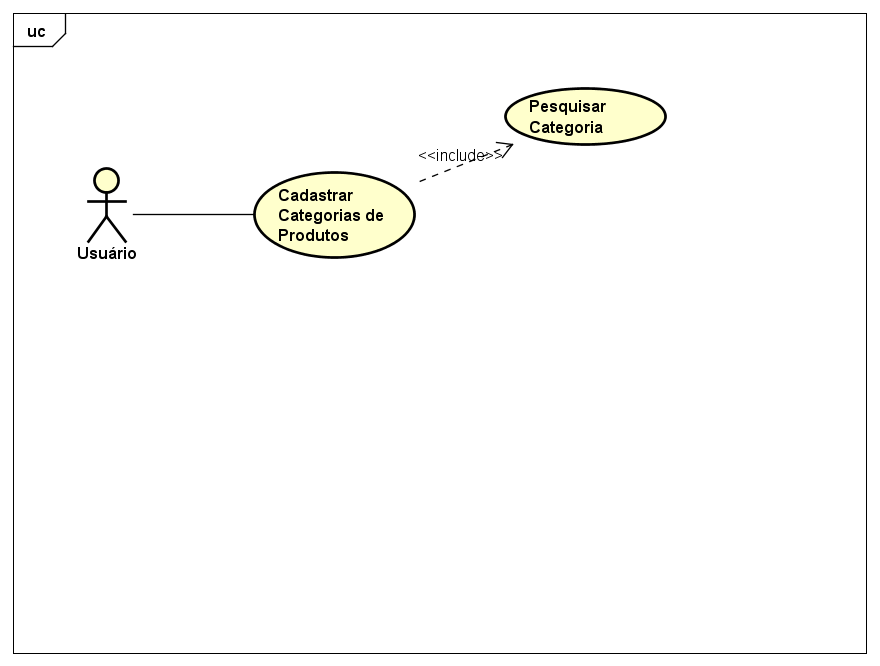 uc
Pesquisar
Categoria
<<include>>
Cadastrar
Categorias de
Produtos
Usuário